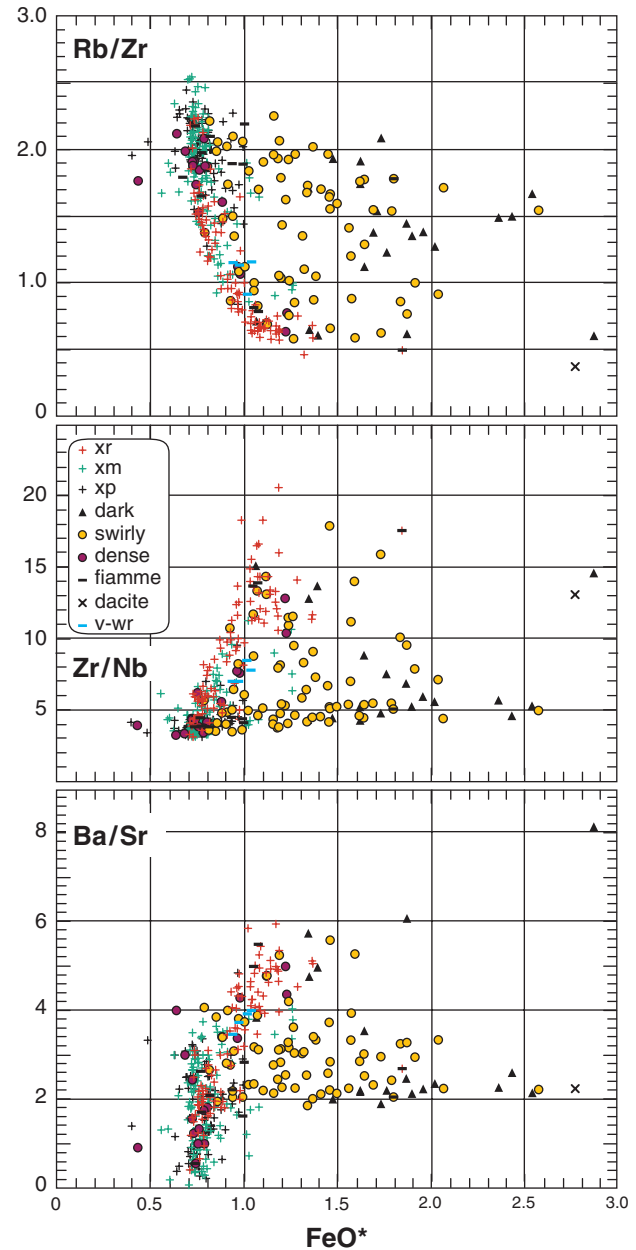 3.0
Rb/Zr
2.0
1.0
0
20
15
10
5
xr
xm
xp
dark
swirly
dense
fiamme
dacite
v-wr
Zr/Nb
8
6
4
2
0
Ba/Sr
0 0.5 1.0 1.5 2.0 2.5 3.0
FeO*